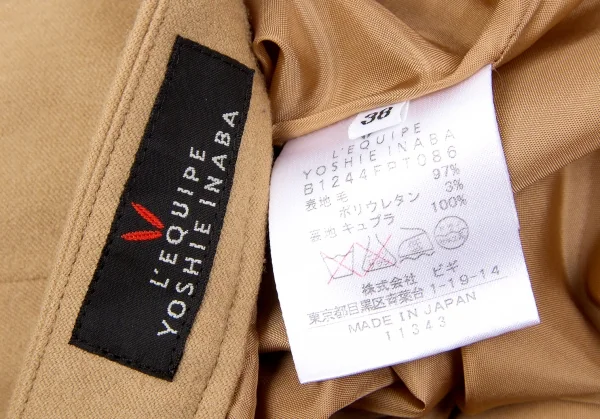 L'EQUIPE
YOSHIE INABA
38
L'EQUIPE
YOSHIE INABA
B1244FPT086
表地 毛 97%
ポリウレタン 3%
裏地 キュプラ 100%
株式会社 ビギ
東京都目黒区青葉台 1-19-14
MADE IN JAPAN
11343